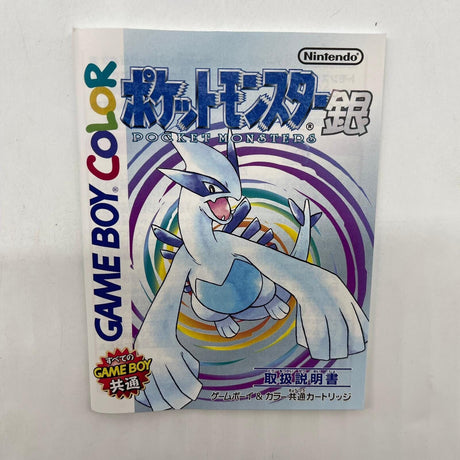 Nintendo®
GAME BOY® COLOR
ポケットモンスター銀
POCKET MONSTERS®
すべての
GAME BOY
共通
取扱説明書
ゲームボーイ&カラー共通カートリッジ